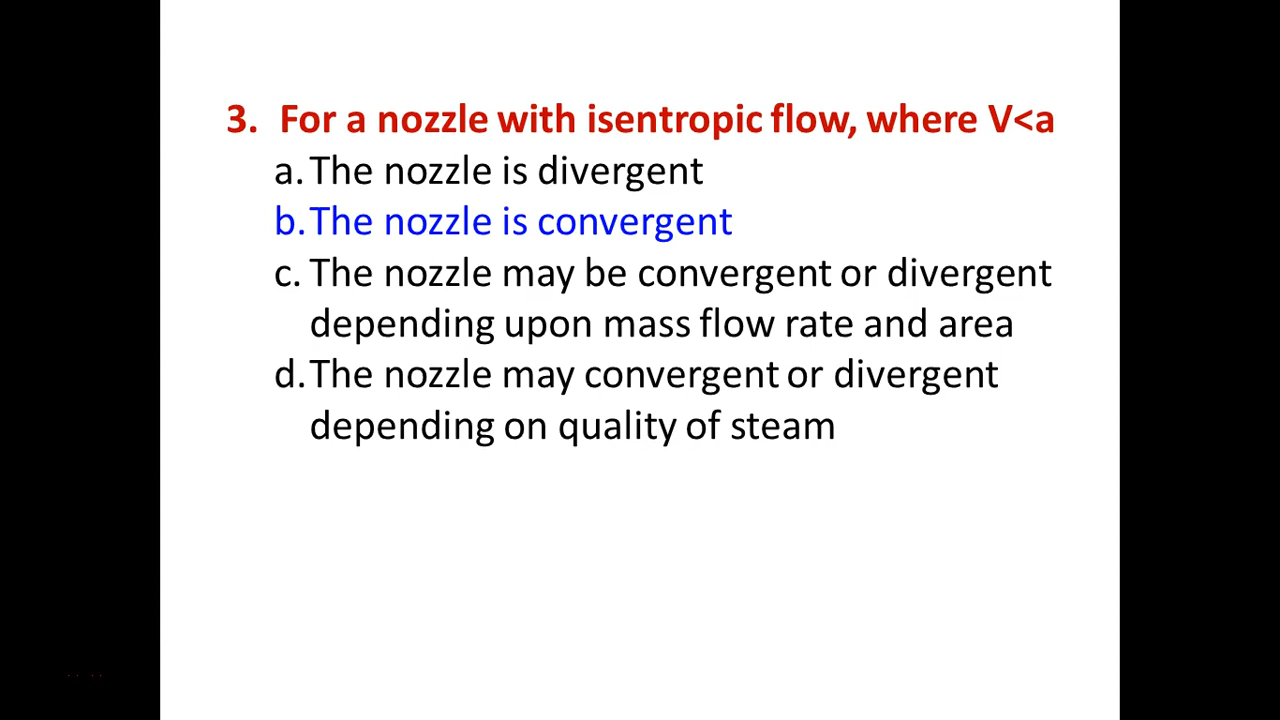 3. For a nozzle with isentropic flow, where V<a
a. The nozzle is divergent
b. The nozzle is convergent
c. The nozzle may be convergent or divergent
depending upon mass flow rate and area
d. The nozzle may convergent or divergent
depending on quality of steam